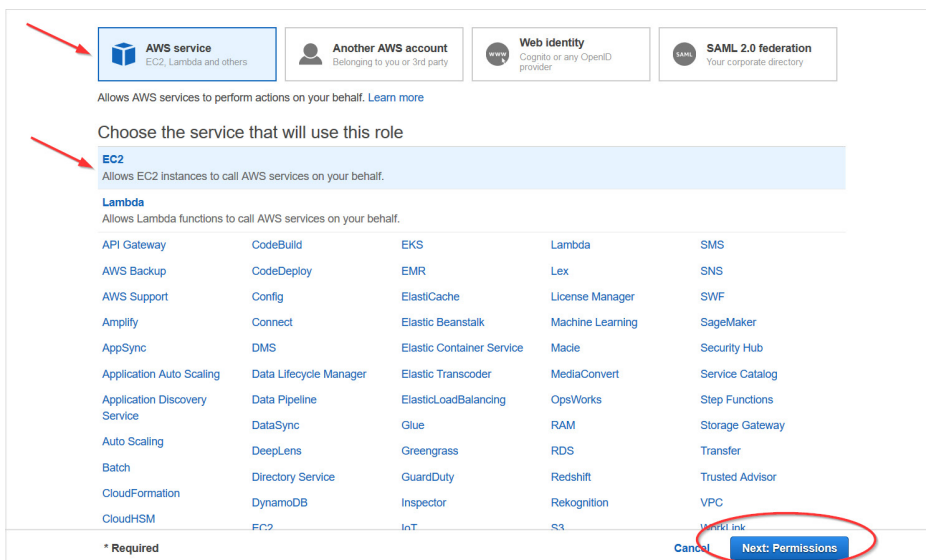 AWS service
EC2, Lambda and others
Another AWS account
Belonging to you or 3rd party
WWW
Web identity
Cognito or any OpenID
provider
SAML
SAML 2.0 federation
Your corporate directory
Allows AWS services to perform actions on your behalf. Learn more
Choose the service that will use this role
EC2
Allows EC2 instances to call AWS services on your behalf.
Lambda
Allows Lambda functions to call AWS services on your behalf.
API Gateway
AWS Backup
AWS Support
Amplify
AppSync
Application Auto Scaling
Application Discovery
Service
Auto Scaling
Batch
CloudFormation
CloudHSM
CodeBuild
CodeDeploy
Config
Connect
DMS
Data Lifecycle Manager
Data Pipeline
DataSync
DeepLens
Directory Service
DynamoDB
EC2
EKS
EMR
ElastiCache
Elastic Beanstalk
Elastic Container Service
Elastic Transcoder
ElasticLoadBalancing
Glue
Greengrass
GuardDuty
Inspector
IoT
Lambda
Lex
License Manager
Machine Learning
Macie
MediaConvert
OpsWorks
RAM
RDS
Redshift
Rekognition
S3
SMS
SNS
SWF
SageMaker
Security Hub
Service Catalog
Step Functions
Storage Gateway
Transfer
Trusted Advisor
VPC
WorkLink
* Required
Cancel
Next: Permissions